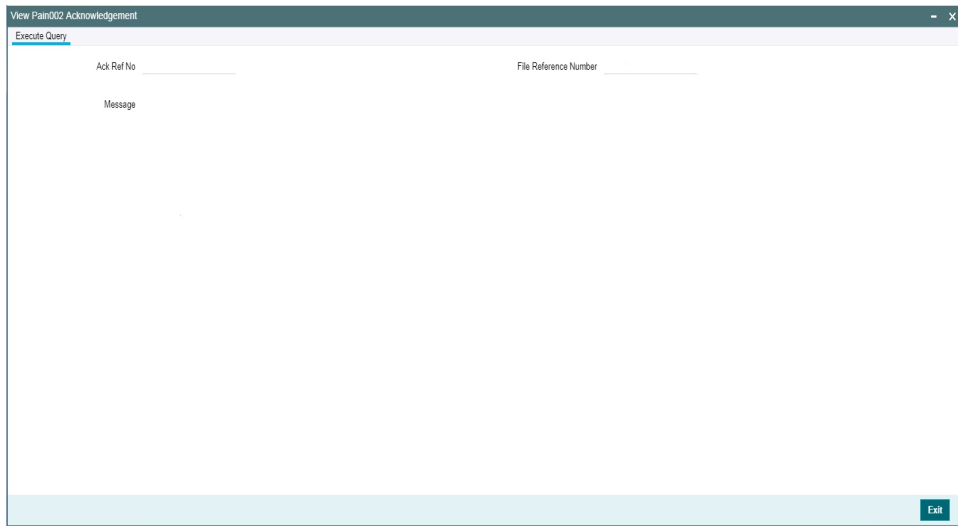 View Pain002 Acknowledgement
Execute Query
Ack Ref No File Reference Number
Message
Exit